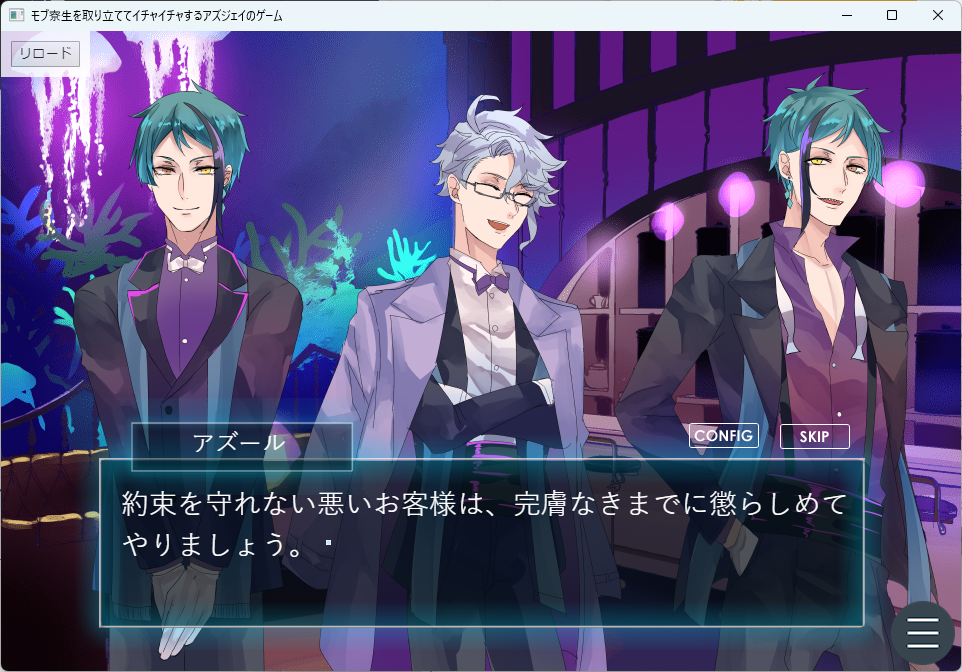 モブ寮生を取り立ててイチャイチャするアズジェイのゲーム
リロード
CONFIG
SKIP
アズール
約束を守れない悪いお客様は、完膚なきまでに懲らしめて
やりましょう。